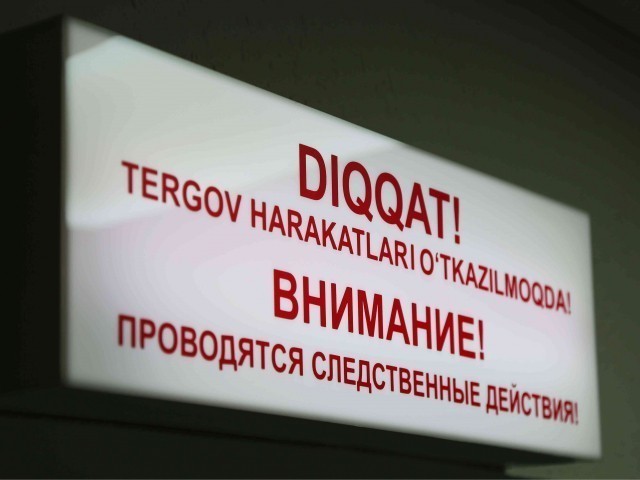 DIQQAT!
TERGOV HARAKATLARI O‘TKAZILMOQDA!
ВНИМАНИЕ!
ПРОВОДЯТСЯ СЛЕДСТВЕННЫЕ ДЕЙСТВИЯ!